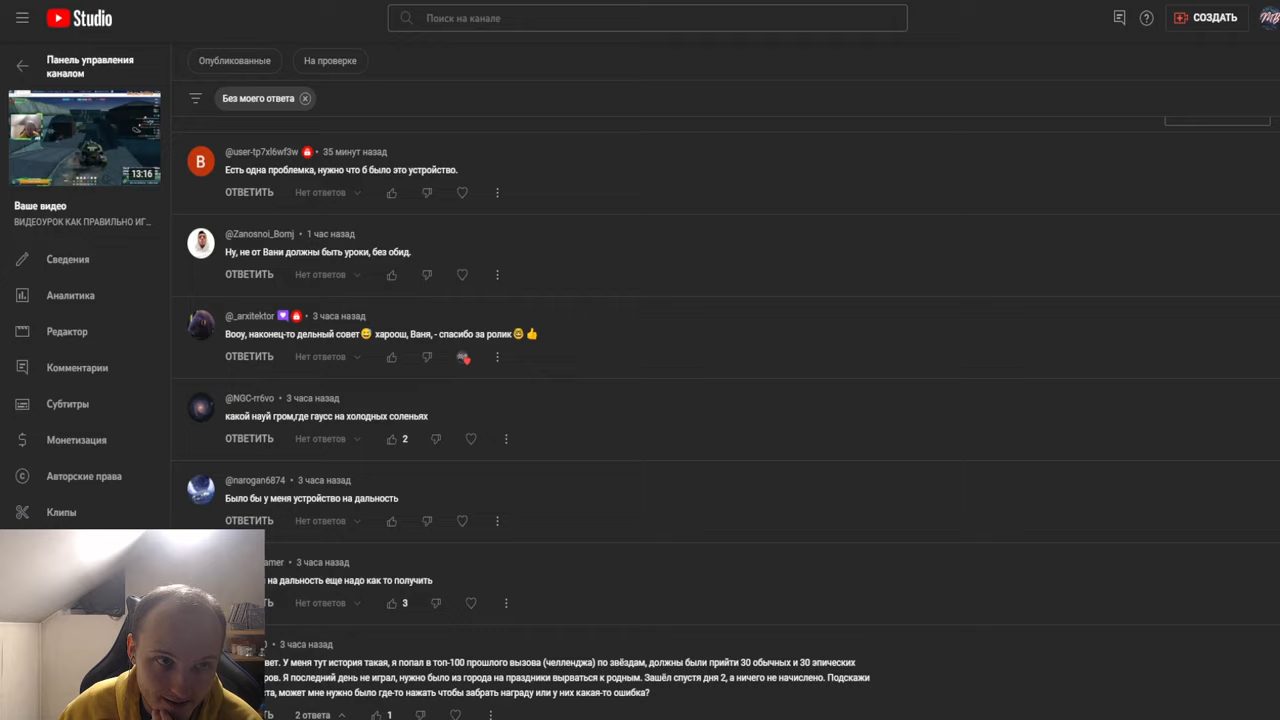 Studio
Поиск на канале
СОЗДАТЬ
Панель управления
каналом
13:16
Ваше видео
ВИДЕОУРОК КАК ПРАВИЛЬНО ИГ...
Сведения
Аналитика
Редактор
Комментарии
Субтитры
Монетизация
Авторские права
Клипы
Опубликованные
На проверке
Без моего ответа
B
@user-tp7xl6wf3w • 35 минут назад
Есть одна проблемка, нужно что б было это устройство.
ОТВЕТИТЬ Нет ответов
@Zanosnoi_Bomj • 1 час назад
Ну, не от Вани должны быть уроки, без обид.
ОТВЕТИТЬ Нет ответов
@_arxitektor • 3 часа назад
Вооу, наконец-то дельный совет😅 хароош, Ваня, - спасибо за ролик🤓👍
ОТВЕТИТЬ Нет ответов
@NGC-rr6vo • 3 часа назад
какой науй гром,где гаусс на холодных соленьях
ОТВЕТИТЬ Нет ответов 2
@narogan6874 • 3 часа назад
Было бы у меня устройство на дальность
ОТВЕТИТЬ Нет ответов
amer • 3 часа назад
на дальность еще надо как то получить
Ь Нет ответов 3
0 • 3 часа назад
вет. У меня тут история такая, я попал в топ-100 прошлого вызова (челленджа) по звёздам, должны были прийти 30 обычных и 30 эпических
ров. Я последний день не играл, нужно было из города на праздники вырваться к родным. Зашёл спустя дня 2, а ничего не начислено. Подскажи
та, может мне нужно было где-то нажать чтобы забрать награду или у них какая-то ошибка?
Ь 2 ответа 1